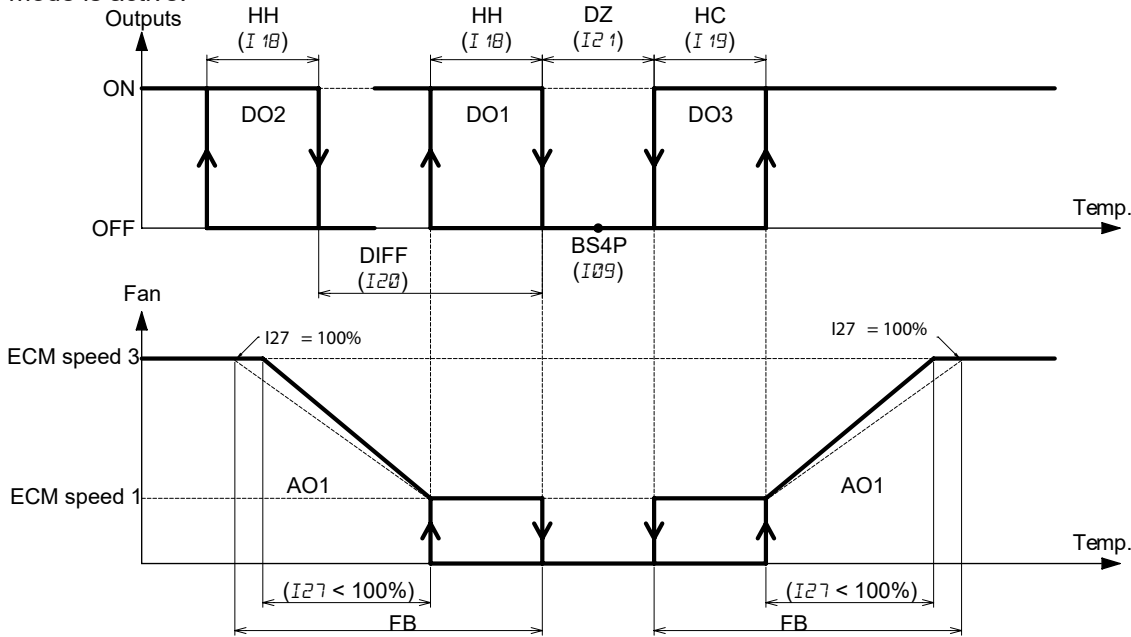 mode is active.
Outputs
HH
(I18)
HH
(I18)
DZ
(I21)
HC
(I19)
ON
DO2
DO1
DO3
Temp.
OFF
BS4P
(I09)
DIFF
(I20)
Fan
I27 = 100%
I27 = 100%
ECM speed 3
ECM speed 1
AO1
AO1
Temp.
(I27 < 100%)
(I27 < 100%)
FB
FB